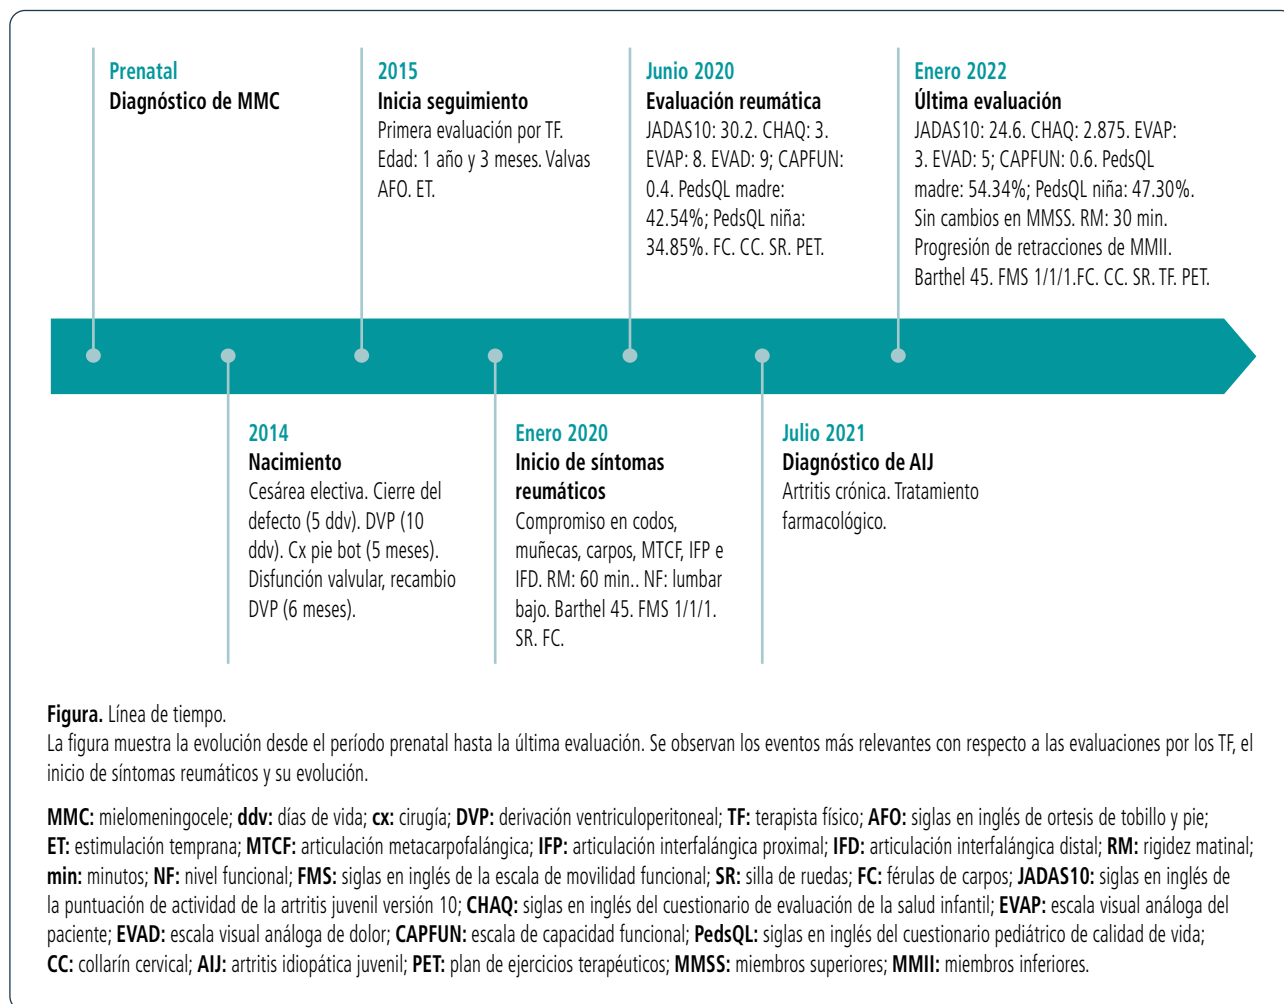 Prenatal
Diagnóstico de MMC
2015
Inicia seguimiento
Primera evaluación por TF.
Edad: 1 año y 3 meses. Valvas
AFO. ET.
Junio 2020
Evaluación reumática
JADAS10: 30.2. CHAQ: 3.
EVAP: 8. EVAD: 9; CAPFUN:
0.4. PedsQL madre:
42.54%; PedsQL niña:
34.85%. FC. CC. SR. PET.
Enero 2022
Última evaluación
JADAS10: 24.6. CHAQ: 2.875. EVAP:
3. EVAD: 5; CAPFUN: 0.6. PedsQL
madre: 54.34%; PedsQL niña: 47.30%.
Sin cambios en MMSS. RM: 30 min.
Progresión de retracciones de MMII.
Barthel 45. FMS 1/1/1.FC. CC. SR. TF. PET.
2014
Nacimiento
Cesárea electiva. Cierre del
defecto (5 ddv). DVP (10
ddv). Cx pie bot (5 meses).
Disfunción valvular, recambio
DVP (6 meses).
Enero 2020
Inicio de síntomas
reumáticos
Compromiso en codos,
muñecas, carpos, MTCF, IFP e
IFD. RM: 60 min.. NF: lumbar
bajo. Barthel 45. FMS 1/1/1.
SR. FC.
Julio 2021
Diagnóstico de AIJ
Artritis crónica. Tratamiento
farmacológico.
Figura. Línea de tiempo.
La figura muestra la evolución desde el período prenatal hasta la última evaluación. Se observan los eventos más relevantes con respecto a las evaluaciones por los TF, el
inicio de síntomas reumáticos y su evolución.
MMC: mielomeningocele; ddv: días de vida; cx: cirugía; DVP: derivación ventriculoperitoneal; TF: terapista físico; AFO: siglas en inglés de ortesis de tobillo y pie;
ET: estimulación temprana; MTCF: articulación metacarpofalángica; IFP: articulación interfalángica proximal; IFD: articulación interfalángica distal; RM: rigidez matinal;
min: minutos; NF: nivel funcional; FMS: siglas en inglés de la escala de movilidad funcional; SR: silla de ruedas; FC: férulas de carpos; JADAS10: siglas en inglés de
la puntuación de actividad de la artritis juvenil versión 10; CHAQ: siglas en inglés del cuestionario de evaluación de la salud infantil; EVAP: escala visual análoga del
paciente; EVAD: escala visual análoga de dolor; CAPFUN: escala de capacidad funcional; PedsQL: siglas en inglés del cuestionario pediátrico de calidad de vida;
CC: collarín cervical; AIJ: artritis idiopática juvenil; PET: plan de ejercicios terapéuticos; MMSS: miembros superiores; MMII: miembros inferiores.